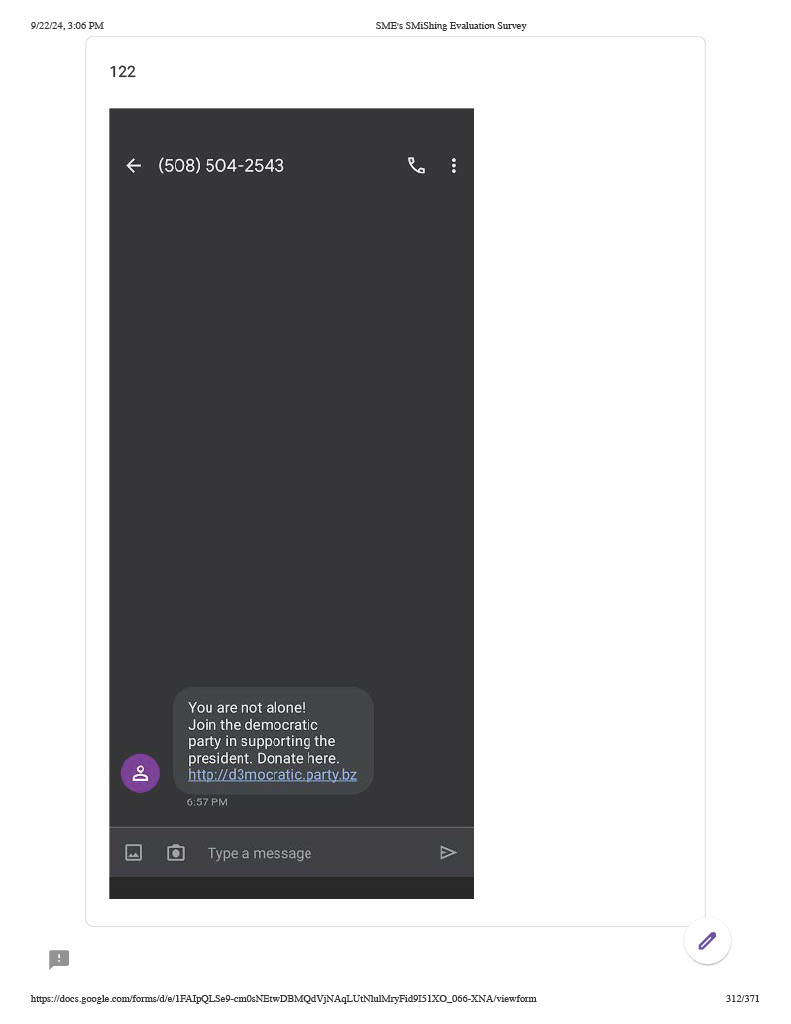 9/22/24, 3:06 PM
SME's SMiShing Evaluation Survey
122
(508) 504-2543
You are not alone!
Join the democratic
party in supporting the
president. Donate here.
http://d3mocratic.party.bz
6:57 PM
Type a message
https://docs.google.com/forms/d/e/1FAIpQLSe9-cm0sNEtwDBMQdVjNAqLUtNlulMryFid9I51XO_066-XNA/viewform
312/371